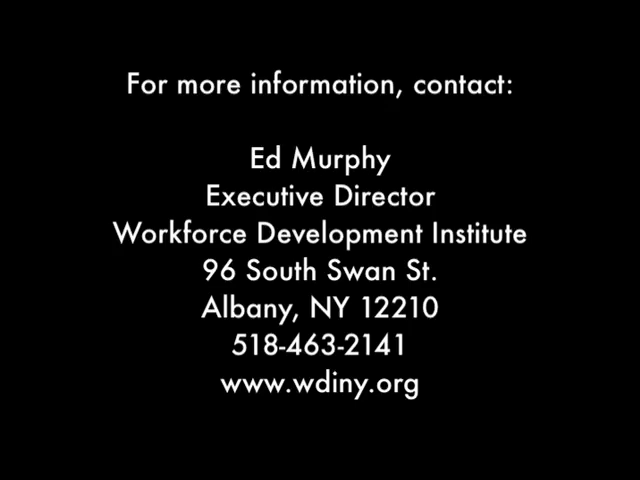 For more information, contact:
Ed Murphy
Executive Director
Workforce Development Institute
96 South Swan St.
Albany, NY 12210
518-463-2141
www.wdiny.org